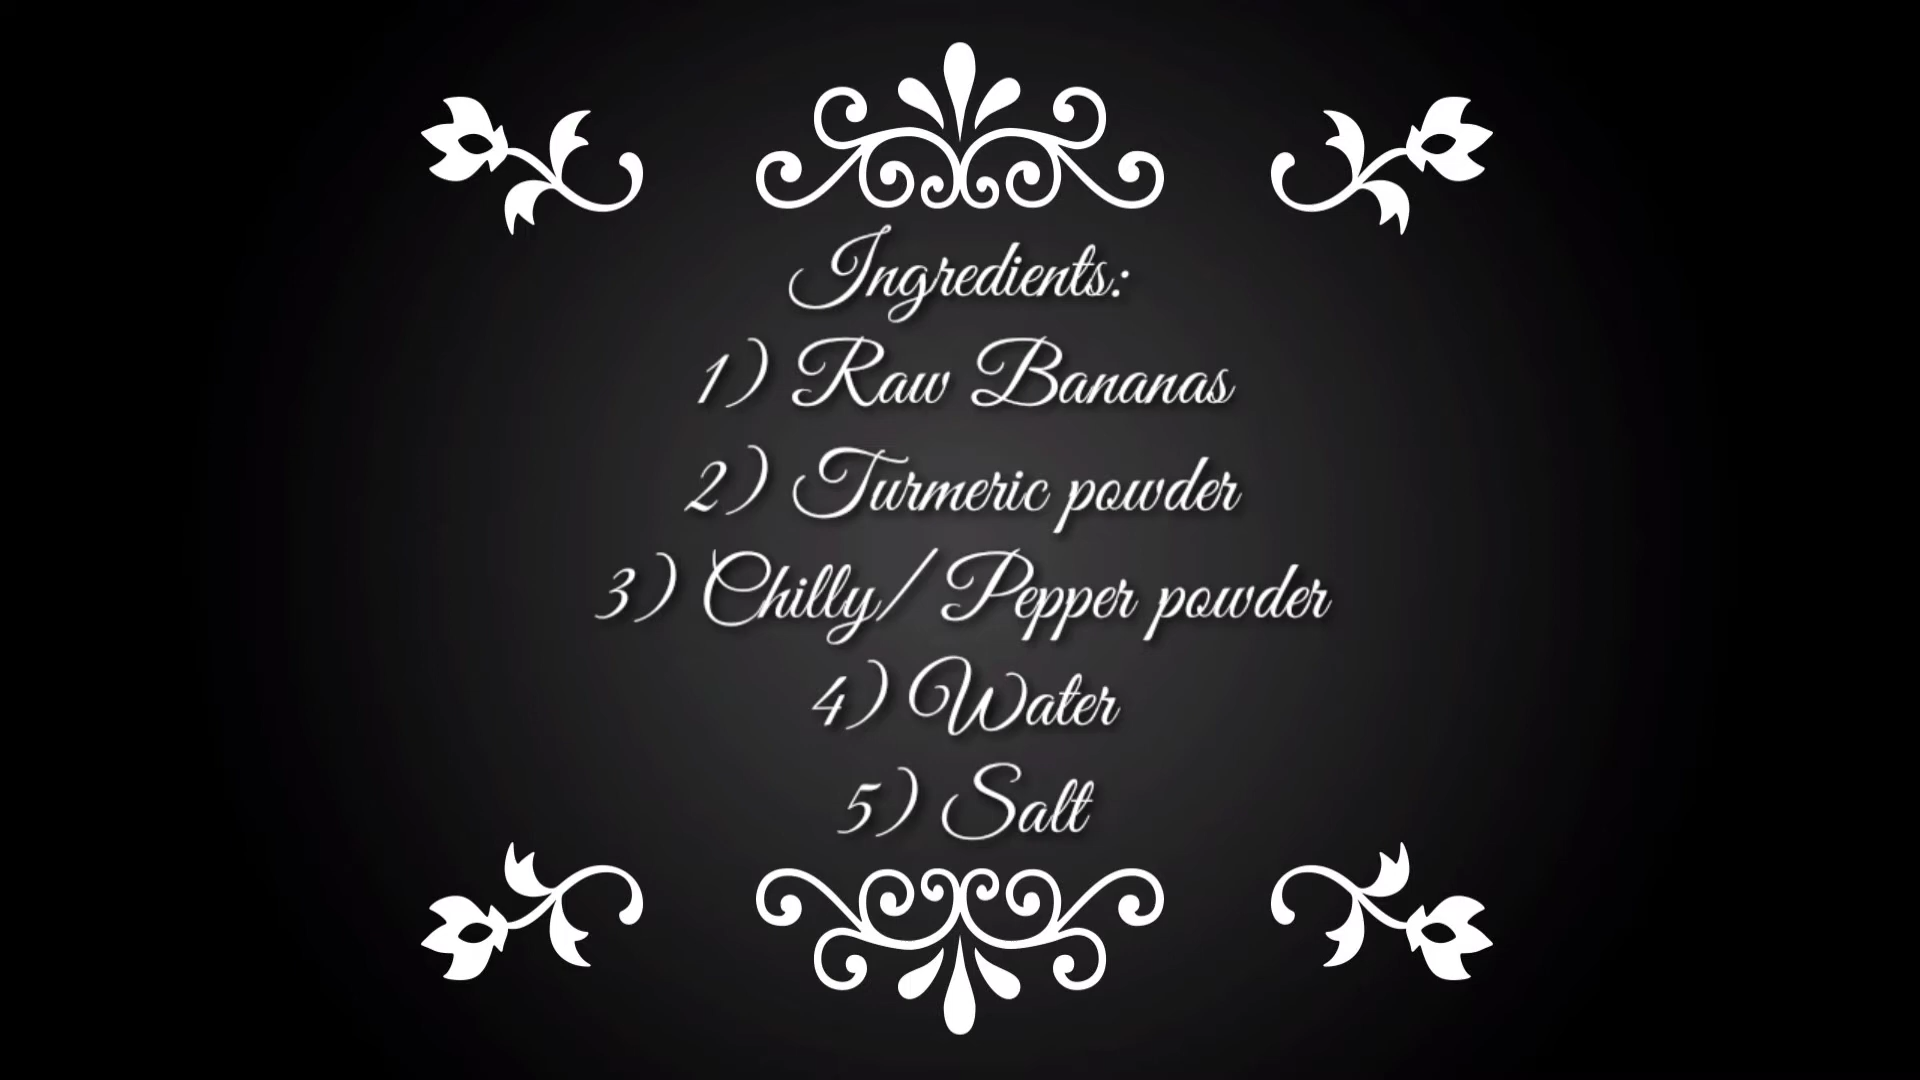 Ingredients:
1) Raw Bananas
2) Turmeric powder
3) Chilly/Pepper powder
4) Water
5) Salt